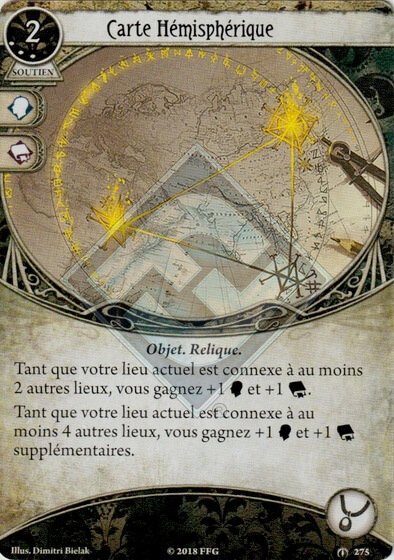 Carte Hémisphérique
2
SOUTIEN
Objet. Relique.
Tant que votre lieu actuel est connexe à au moins
2 autres lieux, vous gagnez +1 et +1 .
Tant que votre lieu actuel est connexe à au
moins 4 autres lieux, vous gagnez +1 et +1
supplémentaires.
Illus. Dimitri Bielak
© 2018 FFG
275